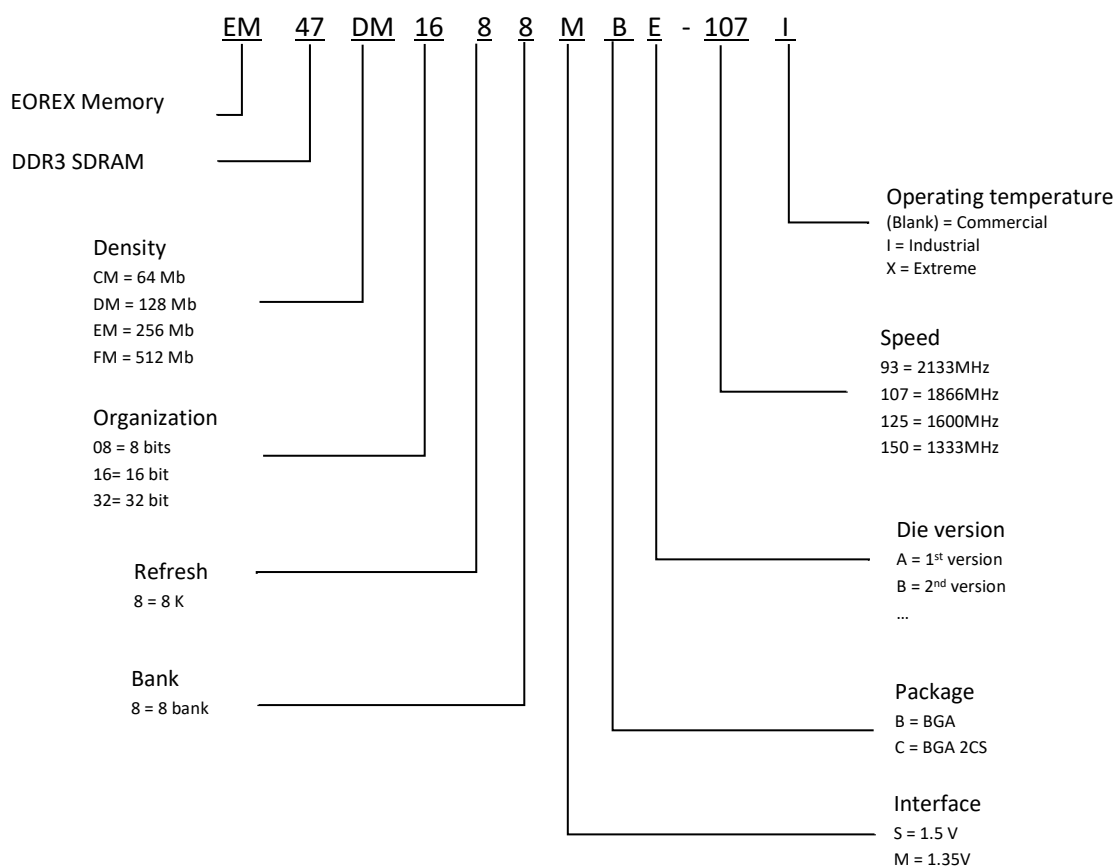 EM 47 DM 16 8 8 M B E - 107 I
EOREX Memory
DDR3 SDRAM
Density
CM = 64 Mb
DM = 128 Mb
EM = 256 Mb
FM = 512 Mb
Organization
08 = 8 bits
16= 16 bit
32= 32 bit
Refresh
8 = 8 K
Bank
8 = 8 bank
Operating temperature
(Blank) = Commercial
I = Industrial
X = Extreme
Speed
93 = 2133MHz
107 = 1866MHz
125 = 1600MHz
150 = 1333MHz
Die version
A = 1st version
B = 2nd version
...
Package
B = BGA
C = BGA 2CS
Interface
S = 1.5 V
M = 1.35V